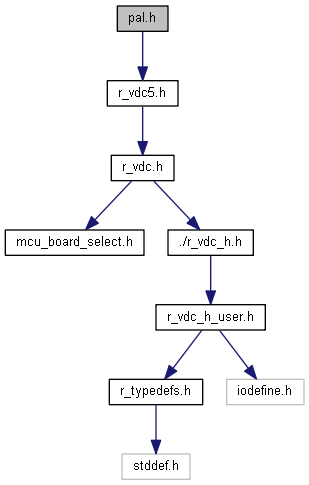 pal.h
r_vdc5.h
r_vdc.h
mcu_board_select.h
./r_vdc_h.h
r_vdc_h_user.h
r_typedefs.h
iodefine.h
stddef.h